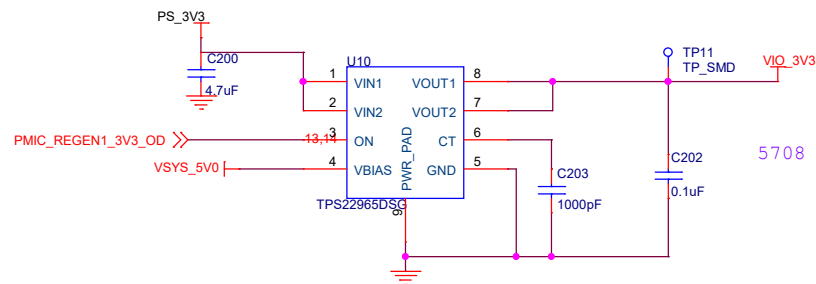 PS_3V3
C200
4.7uF
U10
1
VIN1
VOUT1
8
2
VIN2
VOUT2
7
PMIC_REGEN1_3V3_OD
13,14
3
ON
CT
6
VSYS_5V0
4
VBIAS
GND
5
PWR_PAD
9
TPS22965DSG
TP11
TP_SMD
VIO_3V3
C203
1000pF
C202
0.1uF
5708